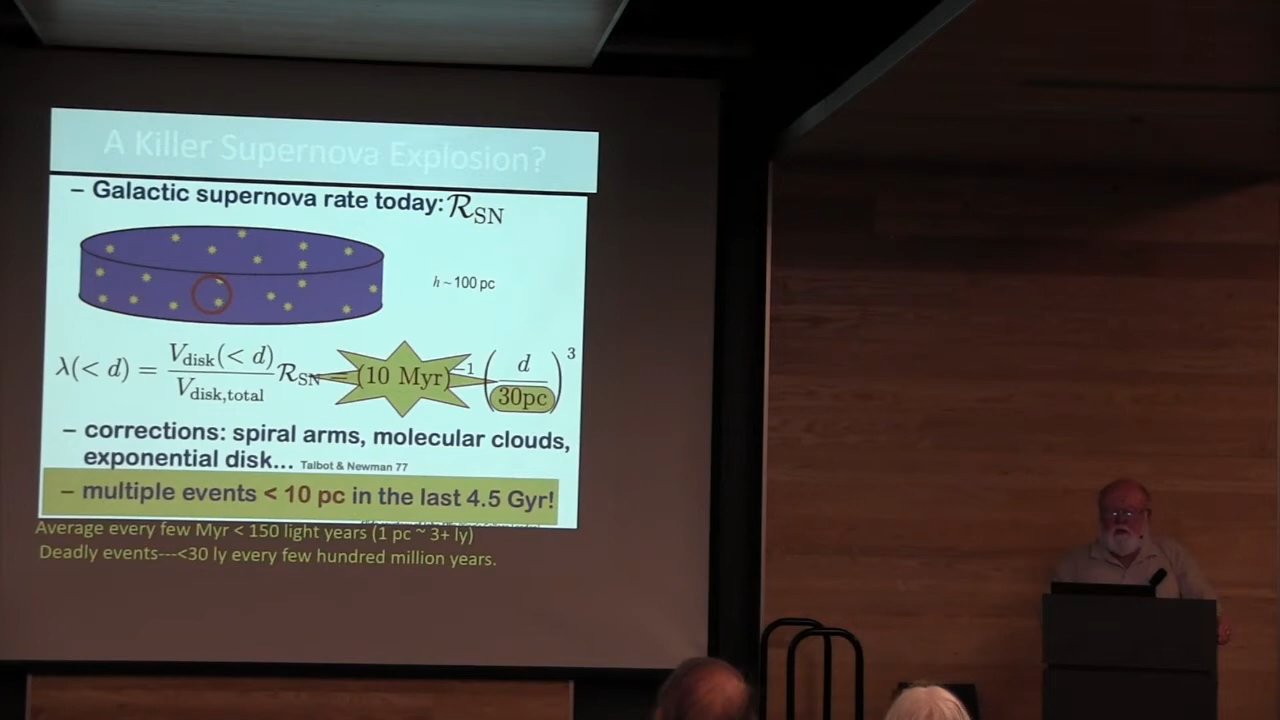 A Killer Supernova Explosion?
– Galactic supernova rate today: ℛ_SN
h ~ 100 pc
λ(< d) = V_disk(< d) / V_disk,total ℛ_SN = (10 Myr)⁻¹ (d / 30pc)³
– corrections: spiral arms, molecular clouds,
exponential disk... Talbot & Newman 77
– multiple events < 10 pc in the last 4.5 Gyr!
Average every few Myr < 150 light years (1 pc ~ 3+ ly)
Deadly events---<30 ly every few hundred million years.